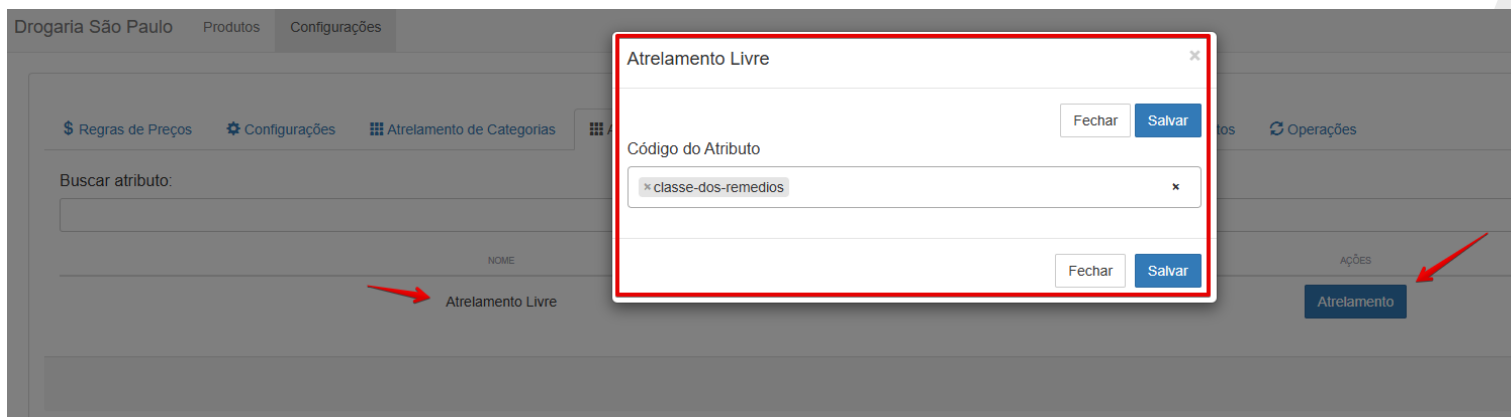 Drogaria São Paulo Produtos Configurações
Atrelamento Livre ×
$ Regras de Preços Configurações Atrelamento de Categorias A
Fechar Salvar
tos Operações
Código do Atributo
Buscar atributo:
× classe-dos-remedios ×
NOME AÇÕES
Fechar Salvar
Atrelamento Livre Atrelamento